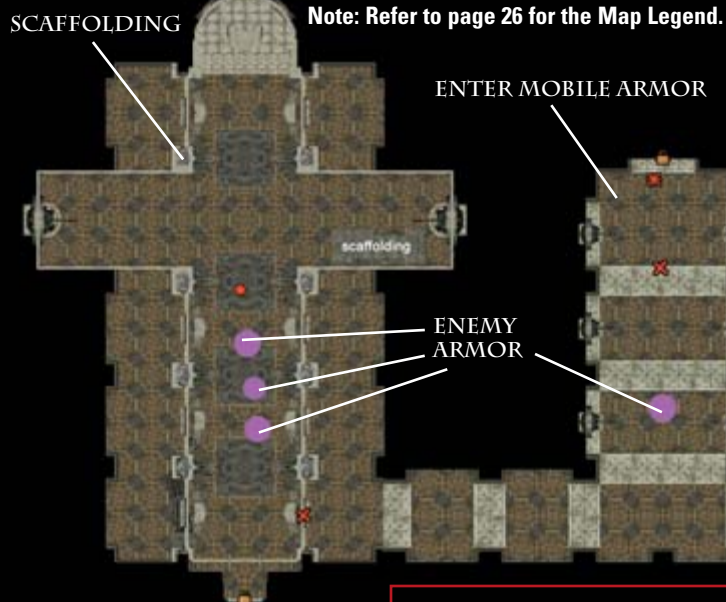 SCAFFOLDING
Note: Refer to page 26 for the Map Legend.
ENTER MOBILE ARMOR
scaffolding
ENEMY
ARMOR